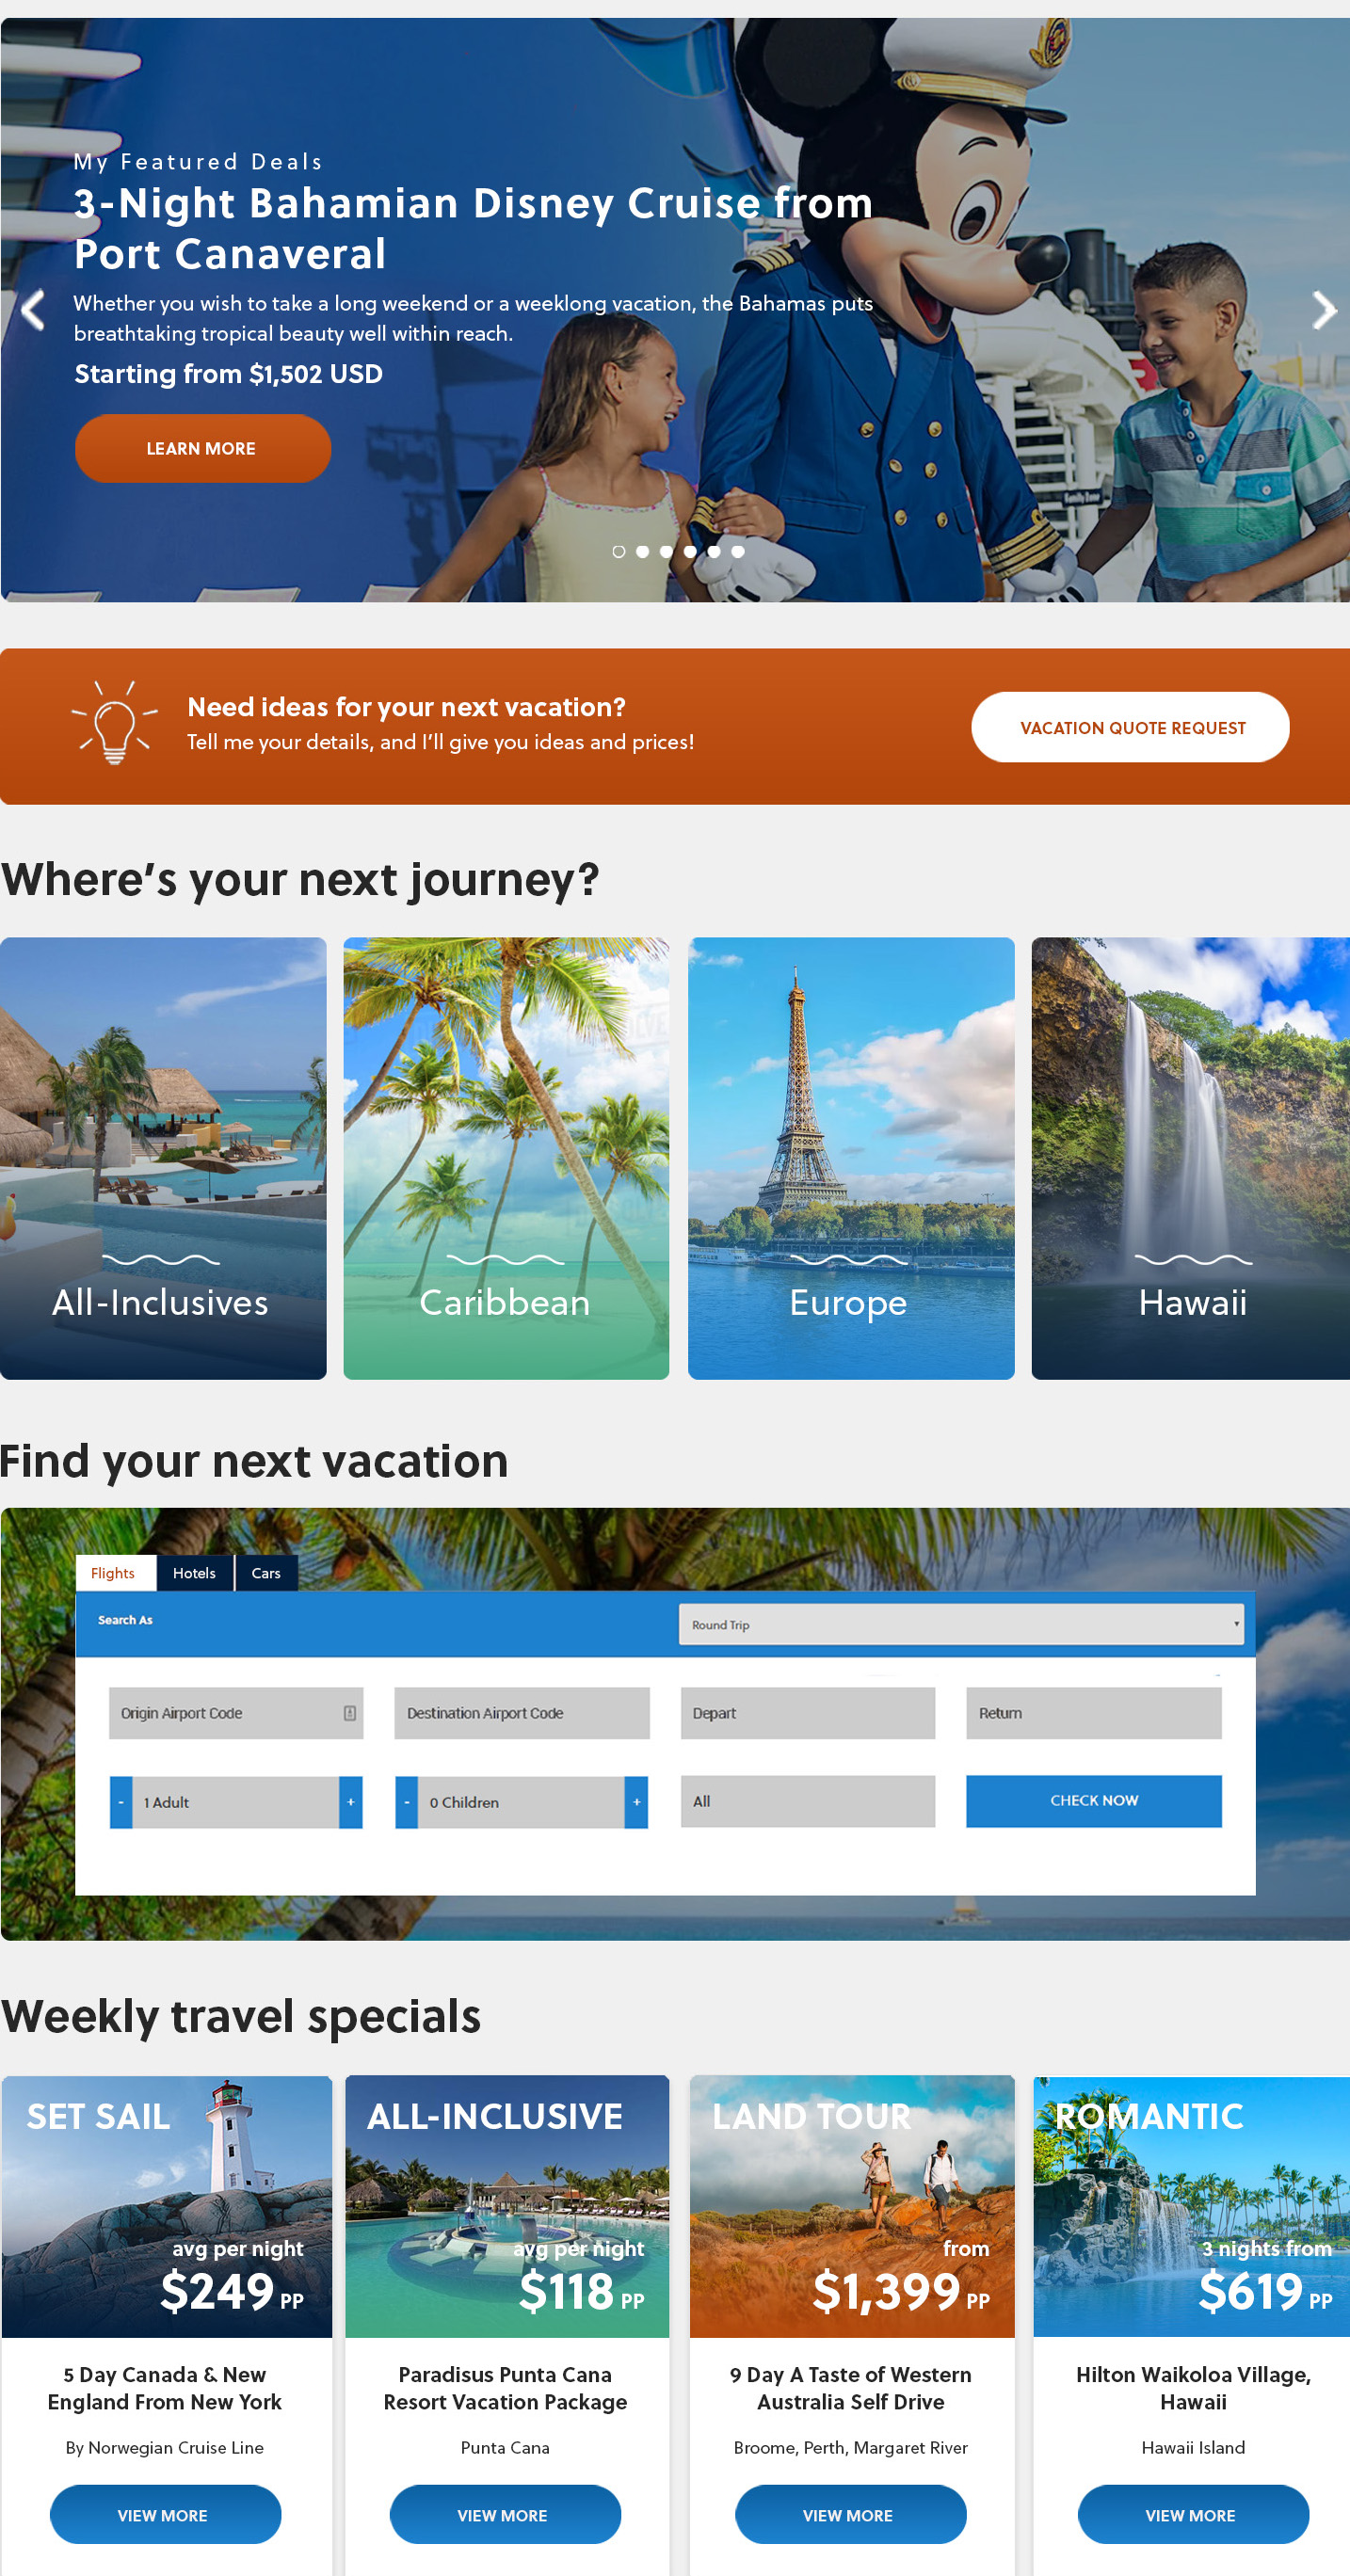 My Featured Deals
3-Night Bahamian Disney Cruise from
Port Canaveral
Whether you wish to take a long weekend or a weeklong vacation, the Bahamas puts
breathtaking tropical beauty well within reach.
Starting from $1,502 USD
LEARN MORE
Family Zone
Need ideas for your next vacation?
Tell me your details, and I’ll give you ideas and prices!
VACATION QUOTE REQUEST
Where’s your next journey?
All-Inclusives
Caribbean
Europe
Hawaii
Find your next vacation
Flights
Hotels
Cars
Search As
Round Trip
Origin Airport Code
Destination Airport Code
Depart
Return
- 1 Adult +
- 0 Children +
All
CHECK NOW
Weekly travel specials
SET SAIL
avg per night
$249 PP
5 Day Canada & New
England From New York
By Norwegian Cruise Line
VIEW MORE
ALL-INCLUSIVE
avg per night
$118 PP
Paradisus Punta Cana
Resort Vacation Package
Punta Cana
VIEW MORE
LAND TOUR
from
$1,399 PP
9 Day A Taste of Western
Australia Self Drive
Broome, Perth, Margaret River
VIEW MORE
ROMANTIC
3 nights from
$619 PP
Hilton Waikoloa Village,
Hawaii
Hawaii Island
VIEW MORE